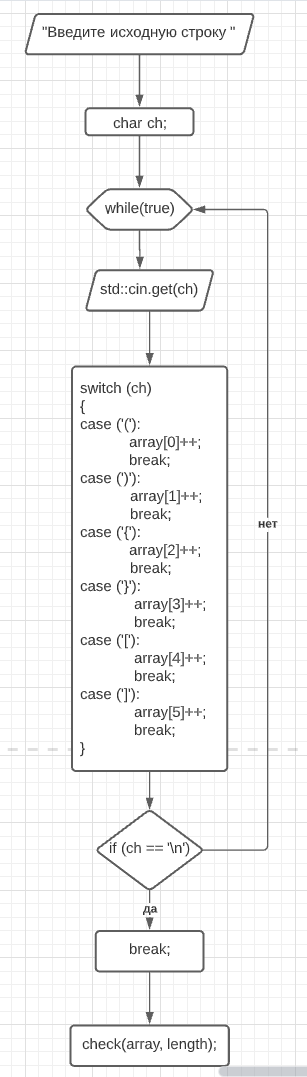 "Введите исходную строку "
char ch;
while(true)
std::cin.get(ch)
switch (ch)
{
case ('('):
array[0]++;
break;
case (')'):
array[1]++;
break;
case ('{'):
array[2]++;
break;
case ('}'):
array[3]++;
break;
case ('['):
array[4]++;
break;
case (']'):
array[5]++;
break;
}
нет
if (ch == '\n')
да
break;
check(array, length);